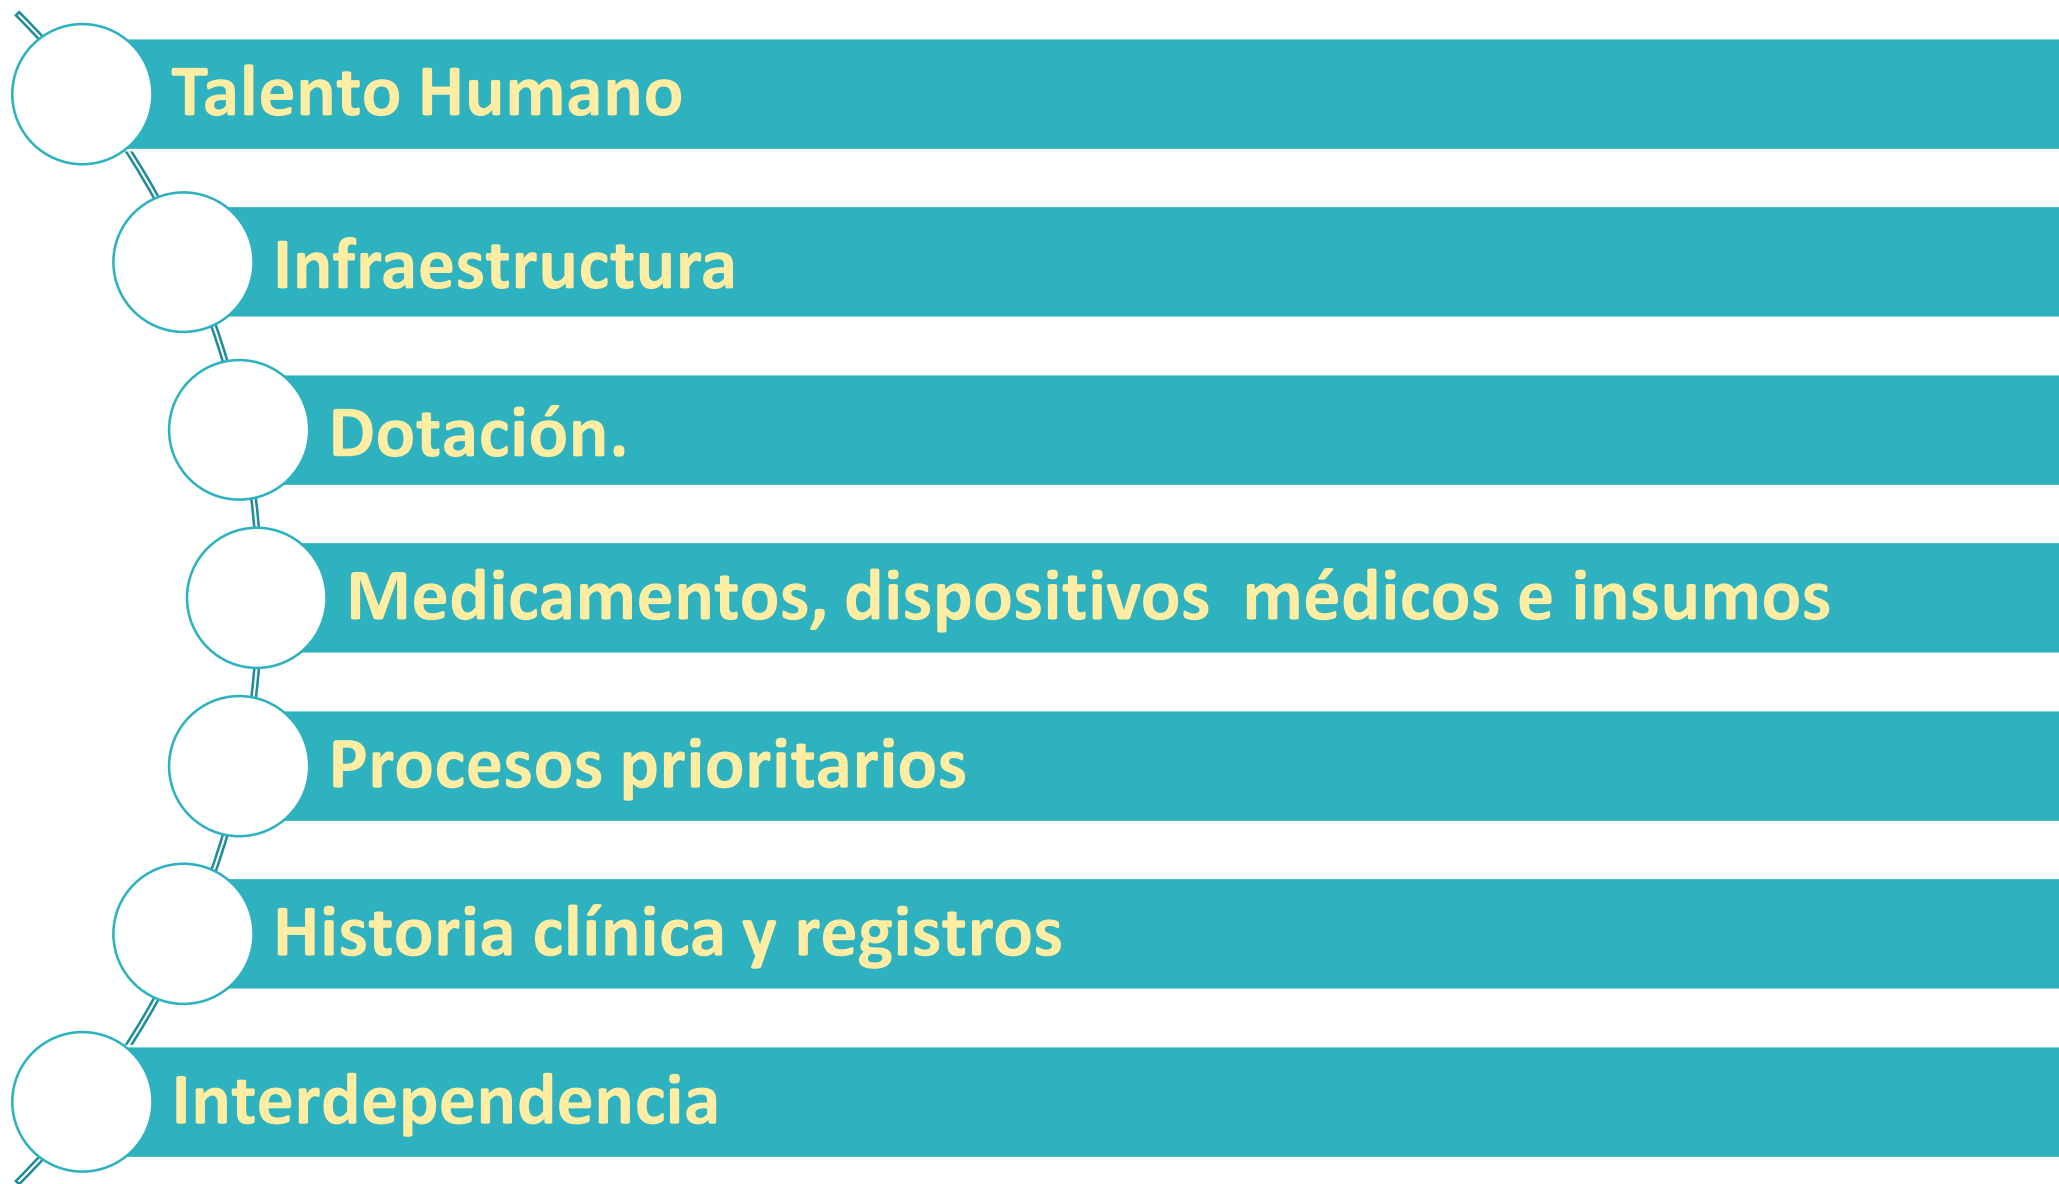 Talento Humano
Infraestructura
Dotación.
Medicamentos, dispositivos  médicos e insumos
Procesos prioritarios
Historia clínica y registros
Interdependencia